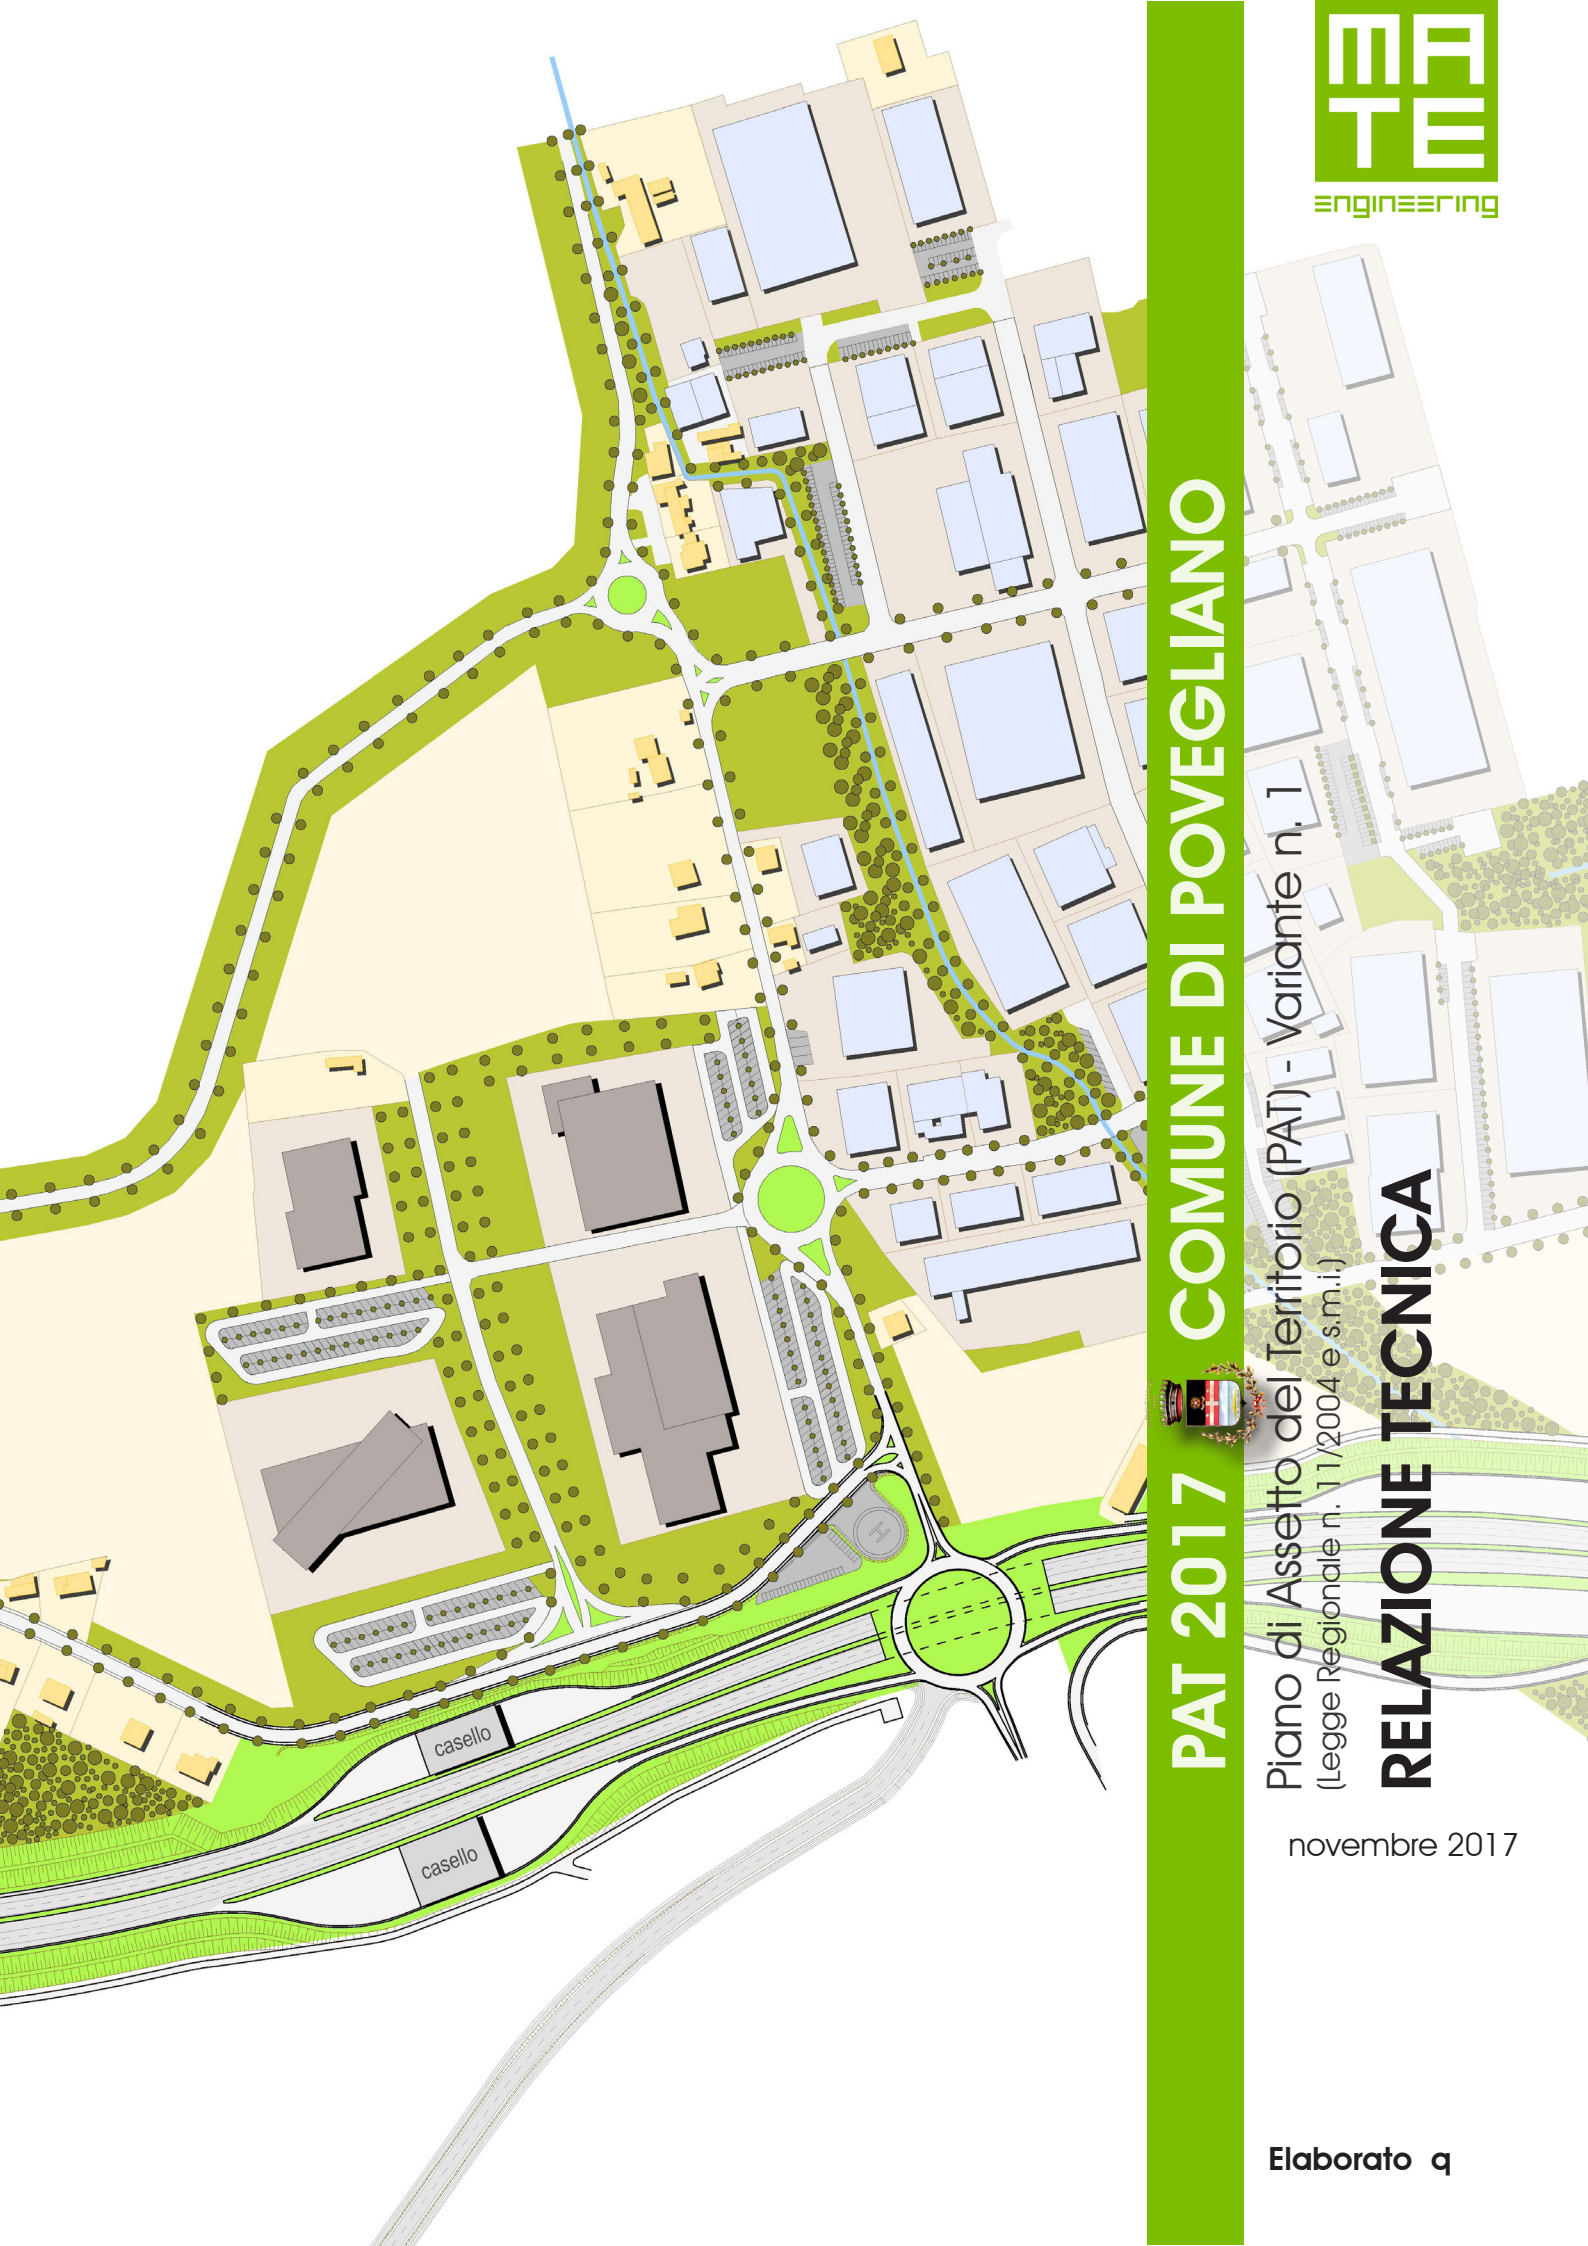 MA
TE
engineering
PAT 2017 COMUNE DI POVEGLIANO
Piano di Assetto del Territorio (PAT) - Variante n. 1
(Legge Regionale n. 11/2004 e s.m.i.)
RELAZIONE TECNICA
novembre 2017
H
casello
casello
Elaborato q